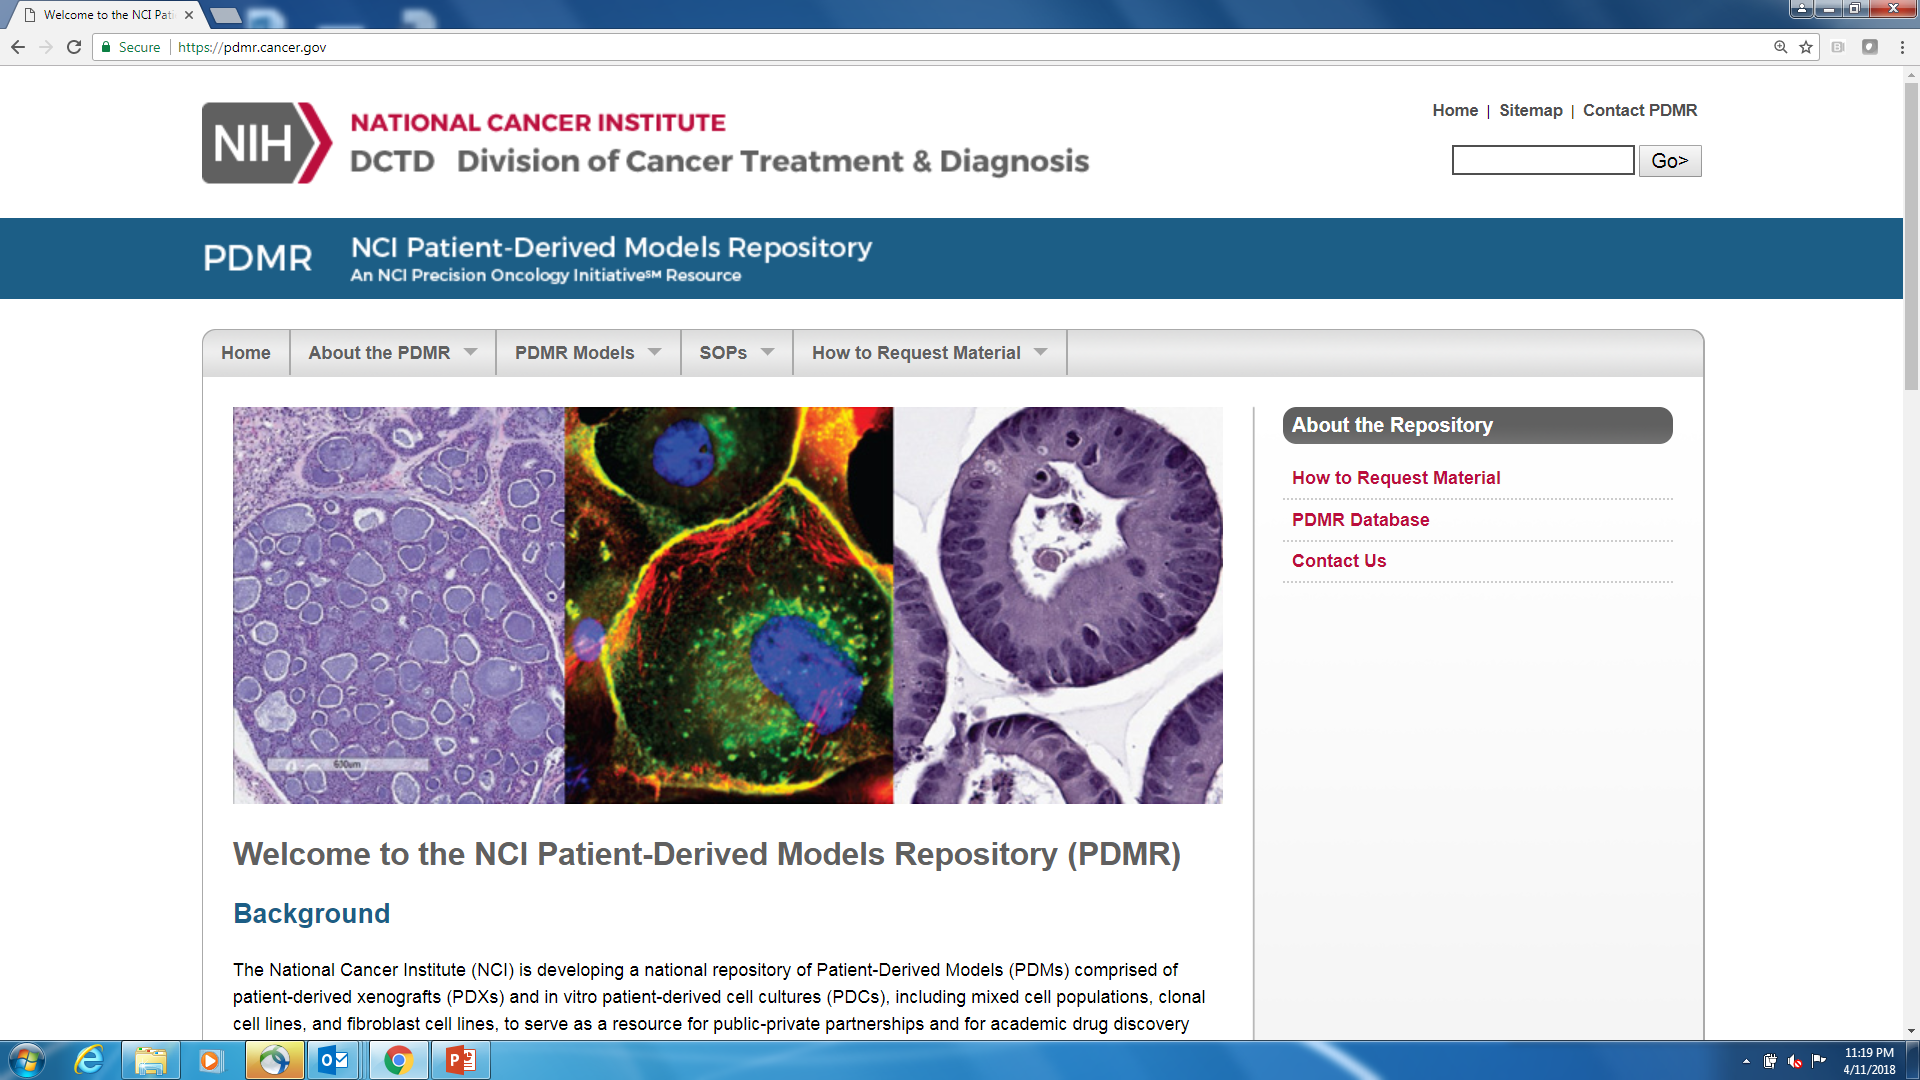 Welcome to the NCI Pati
Secure https://pdmr.cancer.gov
NIH
NATIONAL CANCER INSTITUTE
DCTD Division of Cancer Treatment & Diagnosis
Home | Sitemap | Contact PDMR
Go>
PDMR
NCI Patient-Derived Models Repository
An NCI Precision Oncology Initiative℠ Resource
Home
About the PDMR
PDMR Models
SOPs
How to Request Material
About the Repository
How to Request Material
PDMR Database
Contact Us
Welcome to the NCI Patient-Derived Models Repository (PDMR)
Background
The National Cancer Institute (NCI) is developing a national repository of Patient-Derived Models (PDMs) comprised of
patient-derived xenografts (PDXs) and in vitro patient-derived cell cultures (PDCs), including mixed cell populations, clonal
cell lines, and fibroblast cell lines, to serve as a resource for public-private partnerships and for academic drug discovery
11:19 PM
4/11/2018